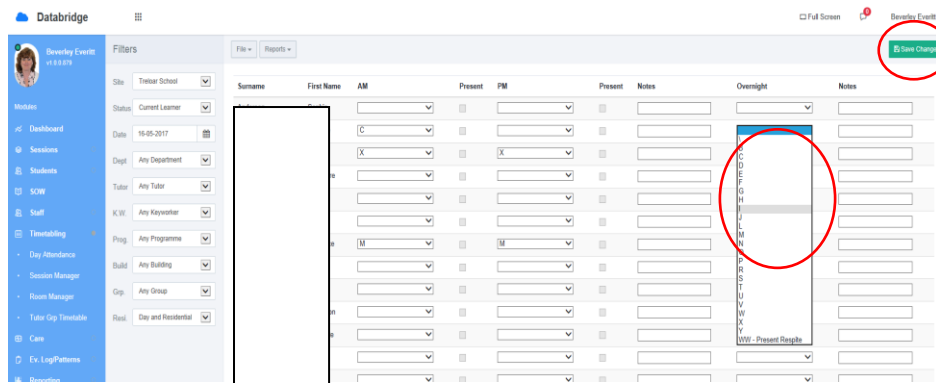 Databridge
Full Screen
0
Beverley Everitt
Beverley Everitt
Filters
File
Reports
Save Change
Site
Treloar School
Surname
First Name
AM
Present
PM
Present
Notes
Overnight
Notes
Modules
Status
Current Learner
Dashboard
Date
16-05-2017
C
Sessions
Dept
Any Department
X
X
Students
SOW
Tutor
Any Tutor
Staff
K.W.
Any Keyworker
Timetabling
Prog.
Any Programme
M
M
Day Attendance
Build
Any Building
Session Manager
Grp.
Any Group
Room Manager
Resi.
Day and Residential
Tutor Grp Timetable
Care
Ev. Log/Patterns
Reporting
\
B
C
D
E
F
G
H
I
J
L
M
N
P
R
S
T
U
V
W
X
Y
WW - Present Respite